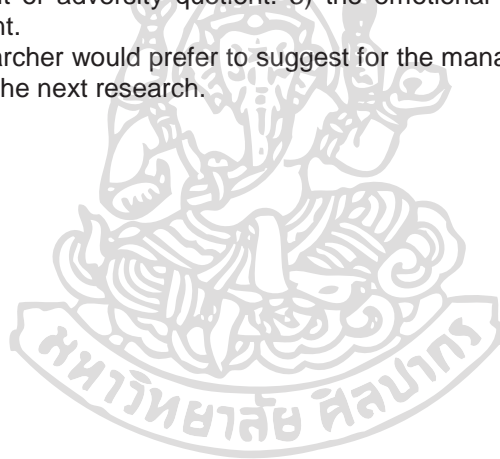 t of adversity quotient. 3) the emotional
nt.
archer would prefer to suggest for the mana
he next research.
มหาวิทยาลัย ศิลปากร